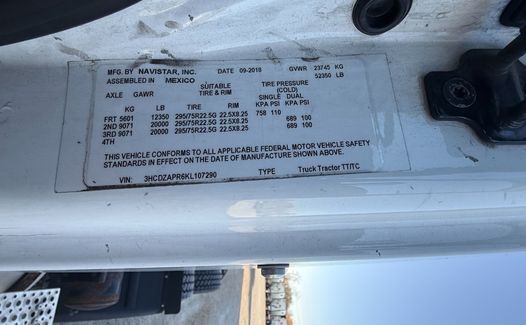 MFG. BY NAVISTAR, INC. DATE 09-2018 GVWR 23745 KG
ASSEMBLED IN MEXICO 52350 LB
SUITABLE TIRE PRESSURE
AXLE GAWR TIRE & RIM (COLD)
SINGLE DUAL
KG LB TIRE RIM KPA PSI KPA PSI
FRT 5601 12350 295/75R22.5G 22.5X8.25 758 110
2ND 9071 20000 295/75R22.5G 22.5X8.25 689 100
3RD 9071 20000 295/75R22.5G 22.5X8.25 689 100
4TH
THIS VEHICLE CONFORMS TO ALL APPLICABLE FEDERAL MOTOR VEHICLE SAFETY
STANDARDS IN EFFECT ON THE DATE OF MANUFACTURE SHOWN ABOVE.
VIN: 3HCDZAPR6KL107290 TYPE Truck Tractor TT/TC